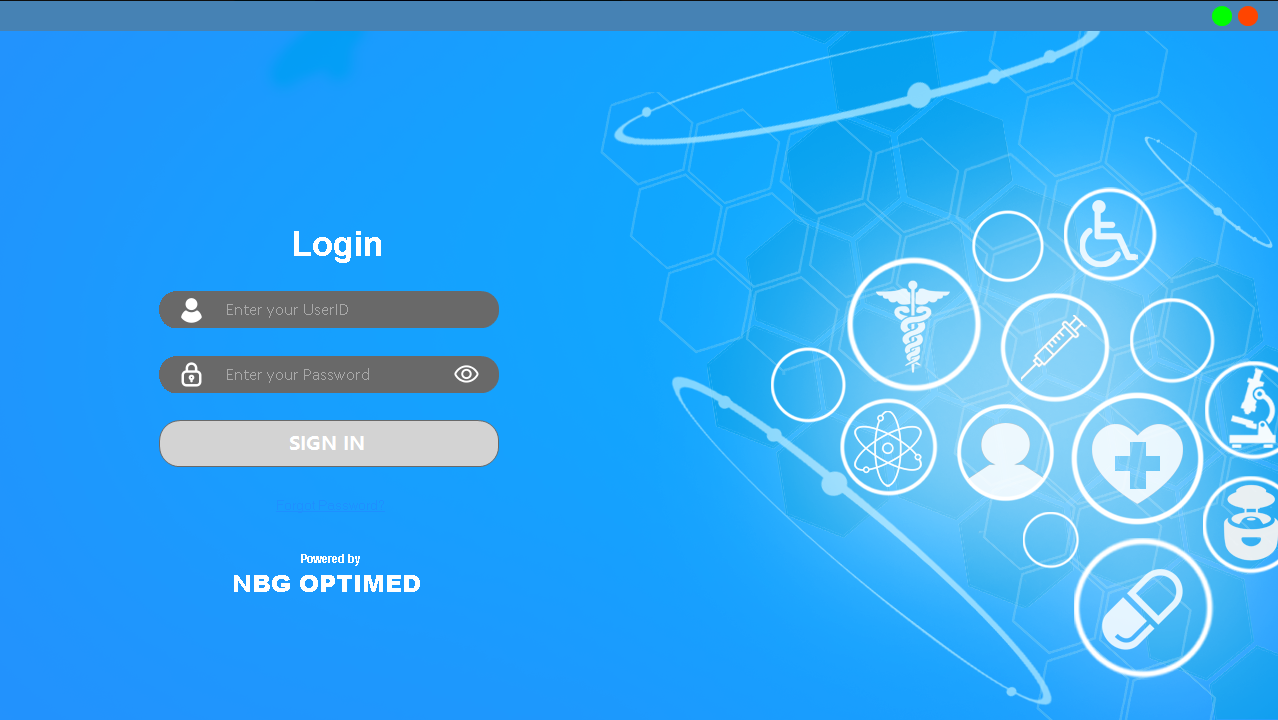 Login
Enter your UserID
Enter your Password
SIGN IN
Forgot Password?
Powered by
NBG OPTIMED